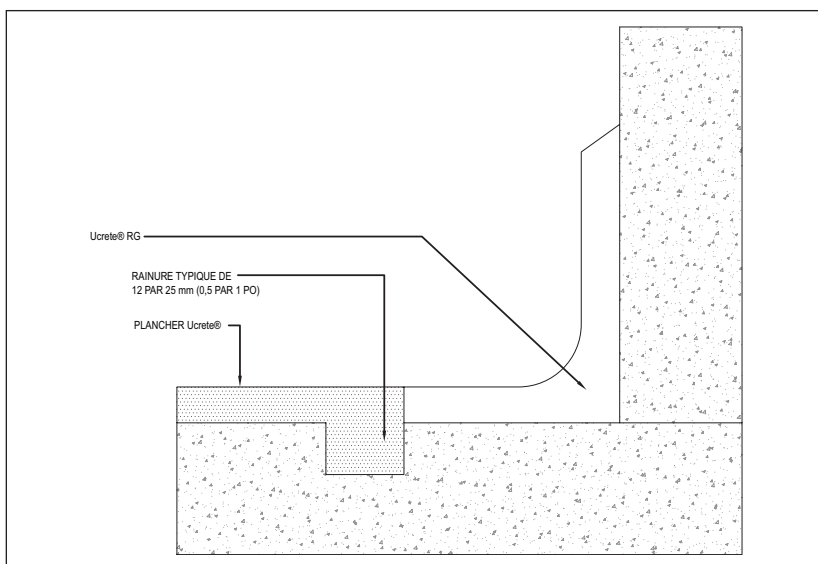 Ucrete® RG
RAINURE TYPIQUE DE
12 PAR 25 mm (0,5 PAR 1 PO)
PLANCHER Ucrete®